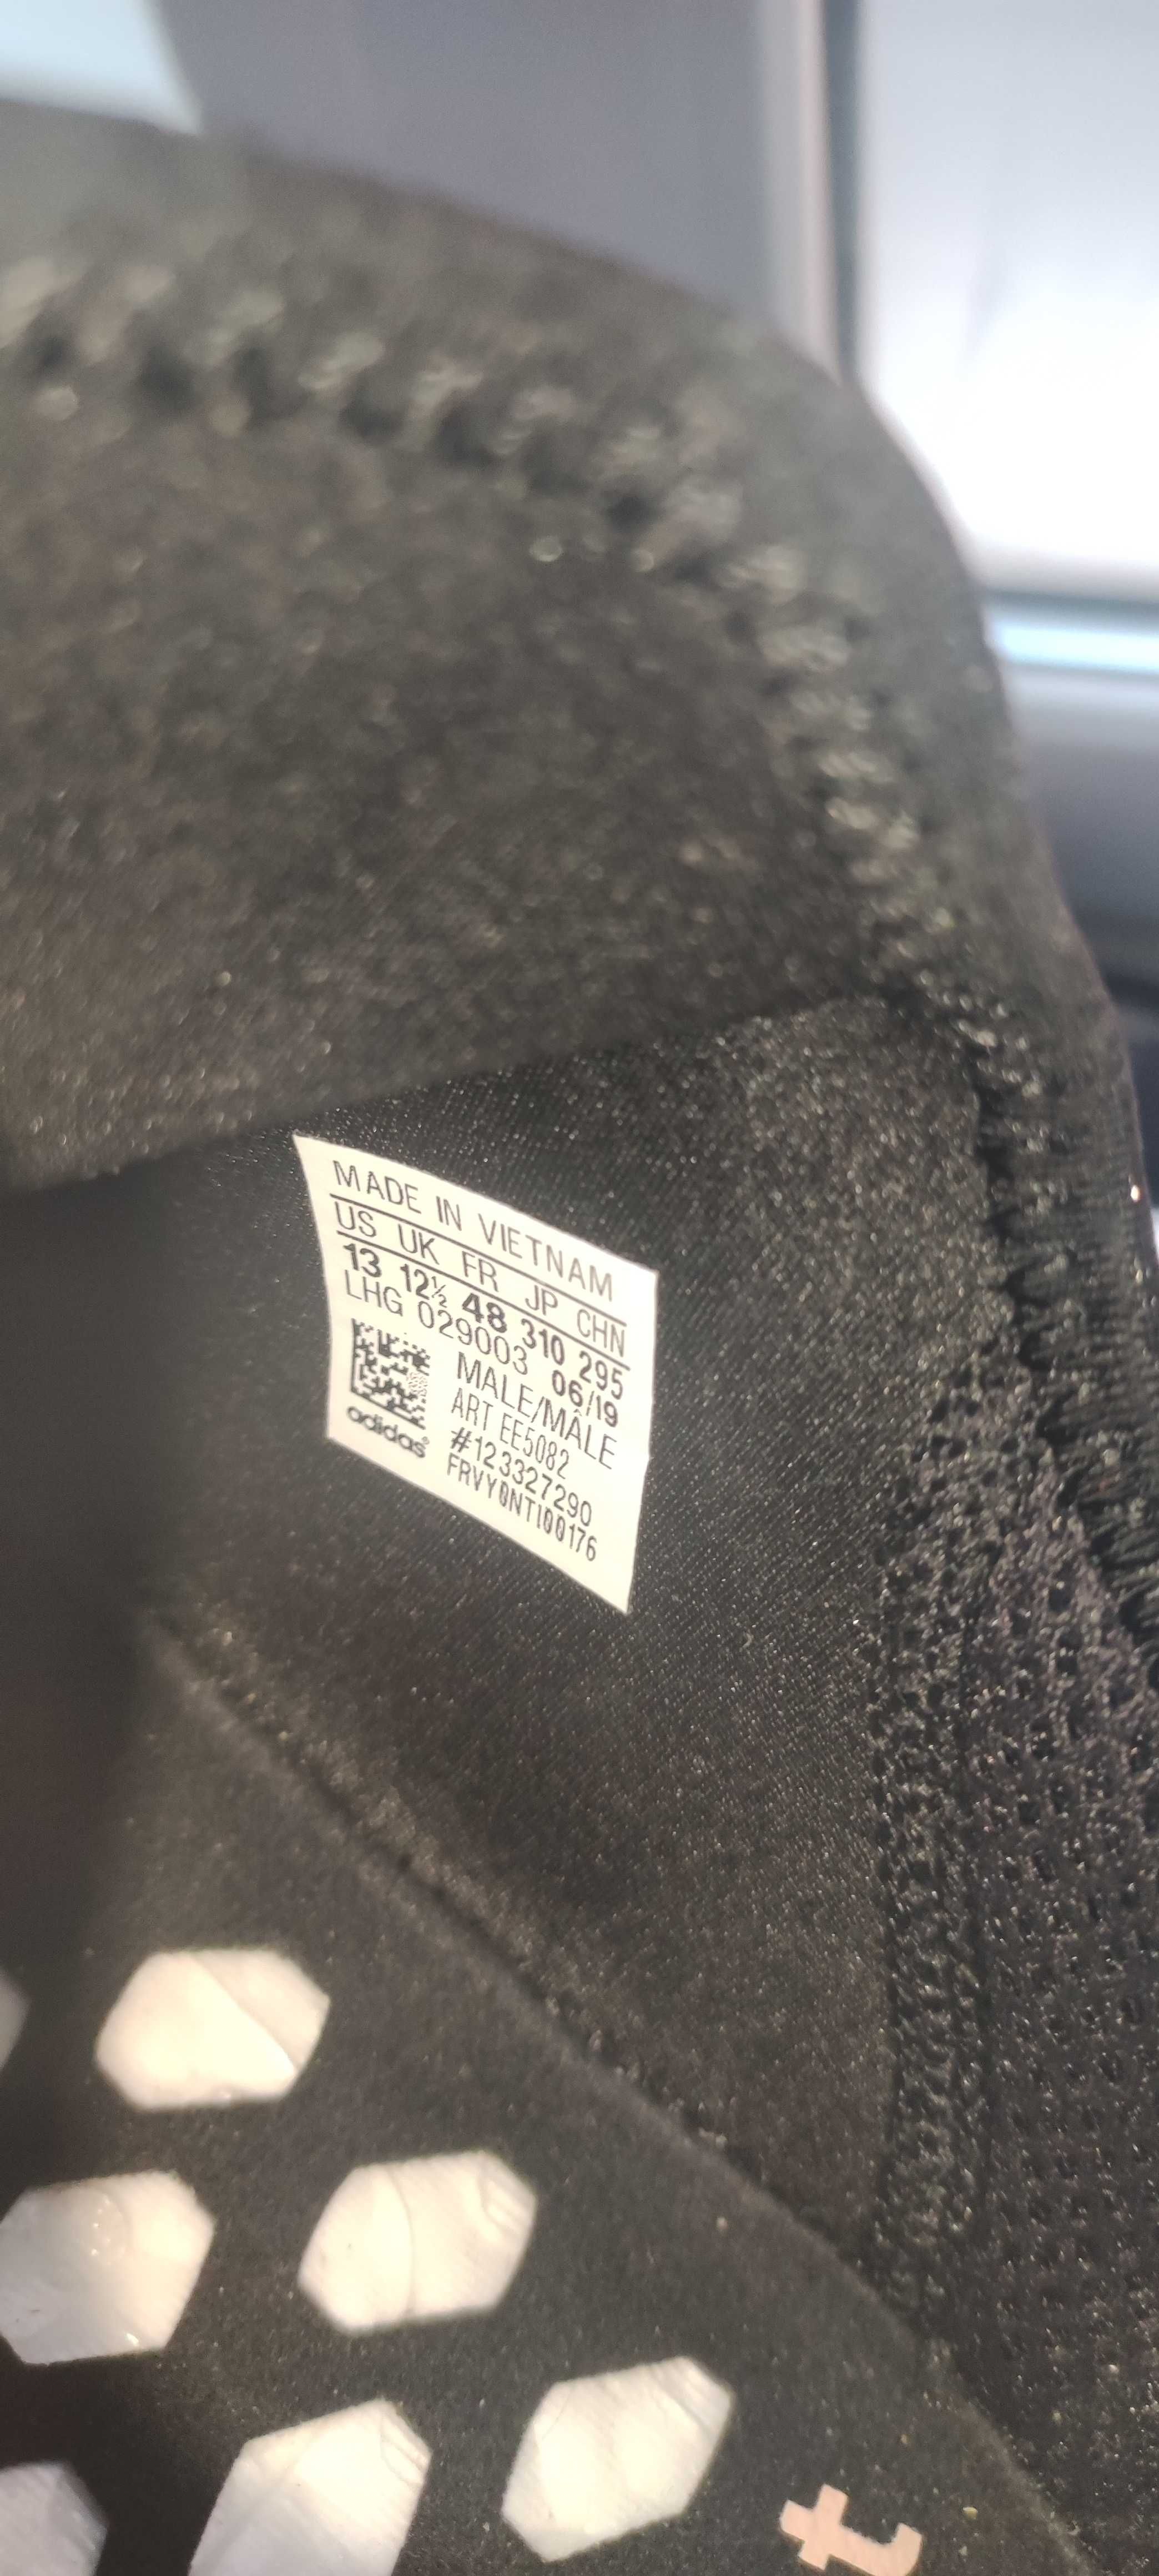 MADE IN VIETNAM
US UK FR JP CHN
13 12½ 48 310 295
LHG 029003 06/19
MALE/MÂLE
ART EE5082
#123327290
FRVY0NTI00176
adidas®
t